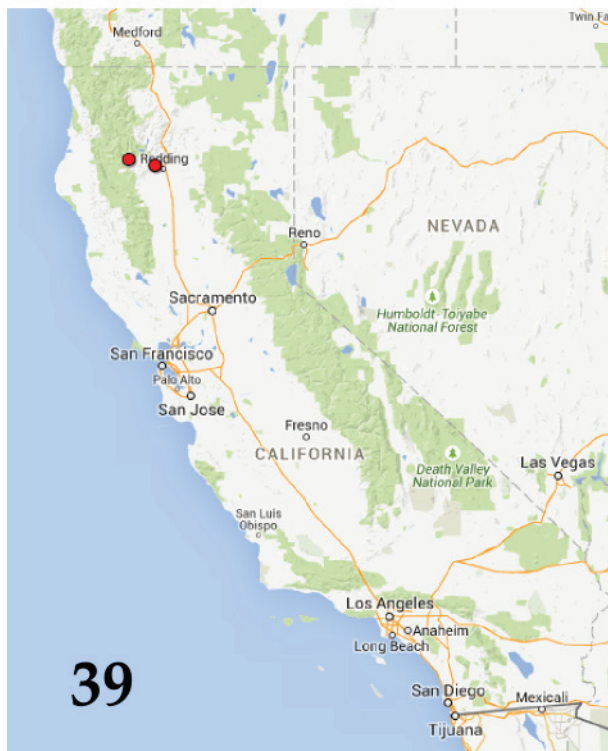 Twin Fa
Medford
Redding
Reno
NEVADA
Sacramento
Humboldt-Toiyabe
National Forest
San Francisco
Palo Alto
San Jose
Fresno
CALIFORNIA
Death Valley
National Park
Las Vegas
San Luis
Obispo
Los Angeles
Anaheim
Long Beach
39
San Diego
Mexicali
Tijuana